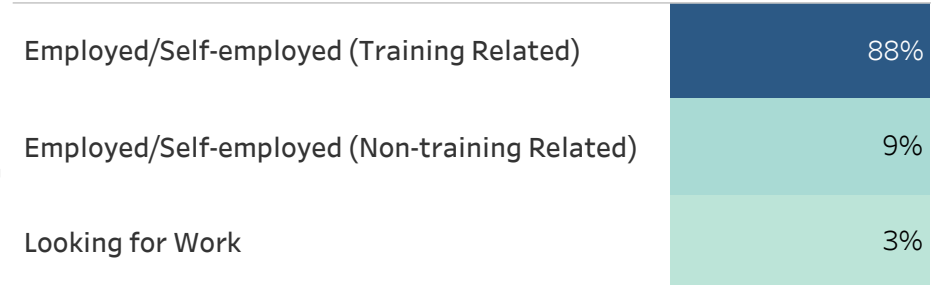 Employed/Self-employed (Training Related) 88%
Employed/Self-employed (Non-training Related) 9%
Looking for Work 3%